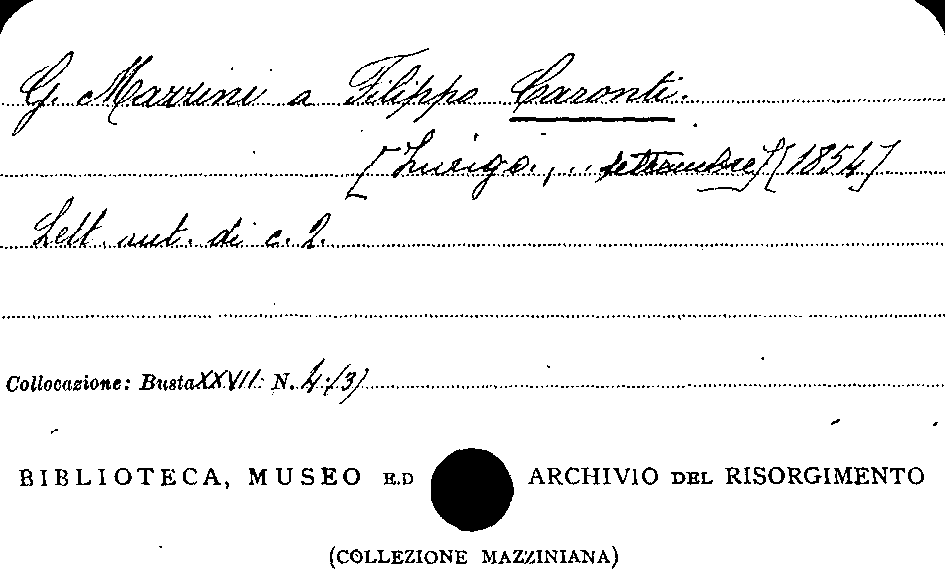 G. Mazzini a Filippo Caronti.
[Zurigo, .. settembre] [1854]
Lett. aut. di c. 2.
Collocazione: Busta XXVII N. 4 (3)
BIBLIOTECA, MUSEO ED ARCHIVIO DEL RISORGIMENTO
(COLLEZIONE MAZZINIANA)